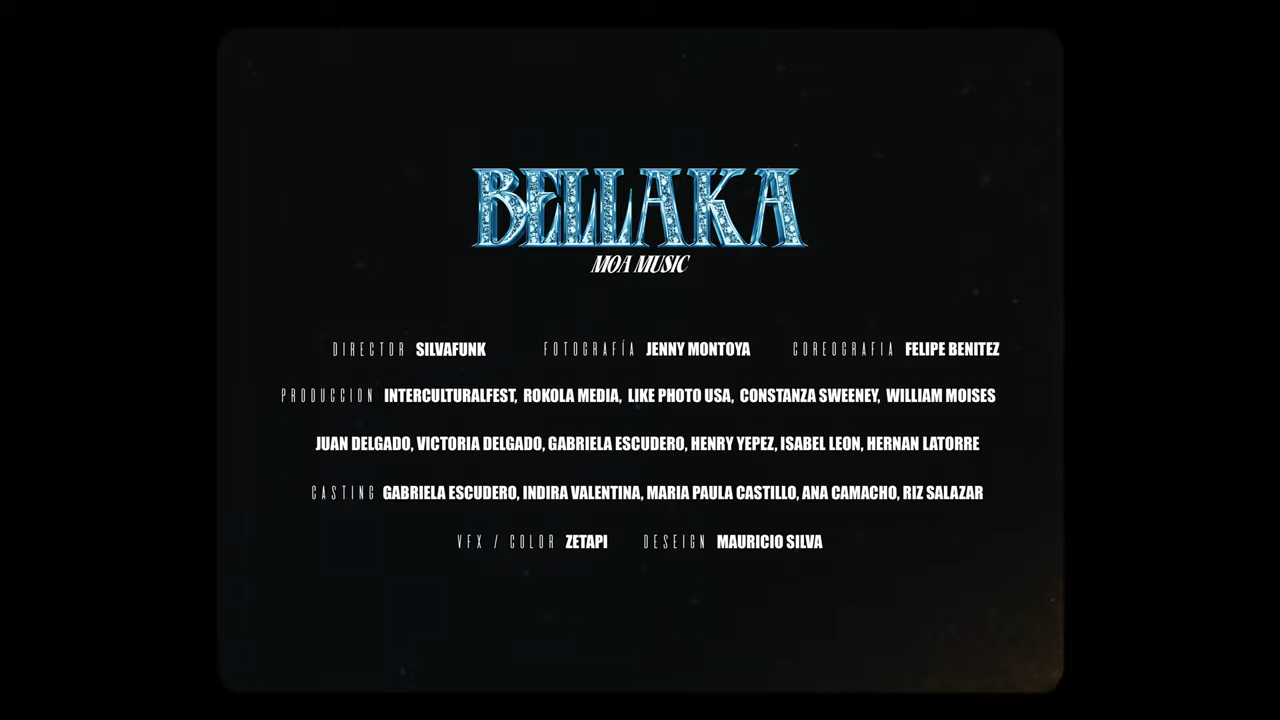 BELLAKA
MOA MUSIC
DIRECTOR SILVAFUNK FOTOGRAFÍA JENNY MONTOYA COREOGRAFIA FELIPE BENITEZ
PRODUCCION INTERCULTURALFEST, ROKOLA MEDIA, LIKE PHOTO USA, CONSTANZA SWEENEY, WILLIAM MOISES
JUAN DELGADO, VICTORIA DELGADO, GABRIELA ESCUDERO, HENRY YEPEZ, ISABEL LEON, HERNAN LATORRE
CASTING GABRIELA ESCUDERO, INDIRA VALENTINA, MARIA PAULA CASTILLO, ANA CAMACHO, RIZ SALAZAR
VFX / COLOR ZETAPI DESEIGN MAURICIO SILVA